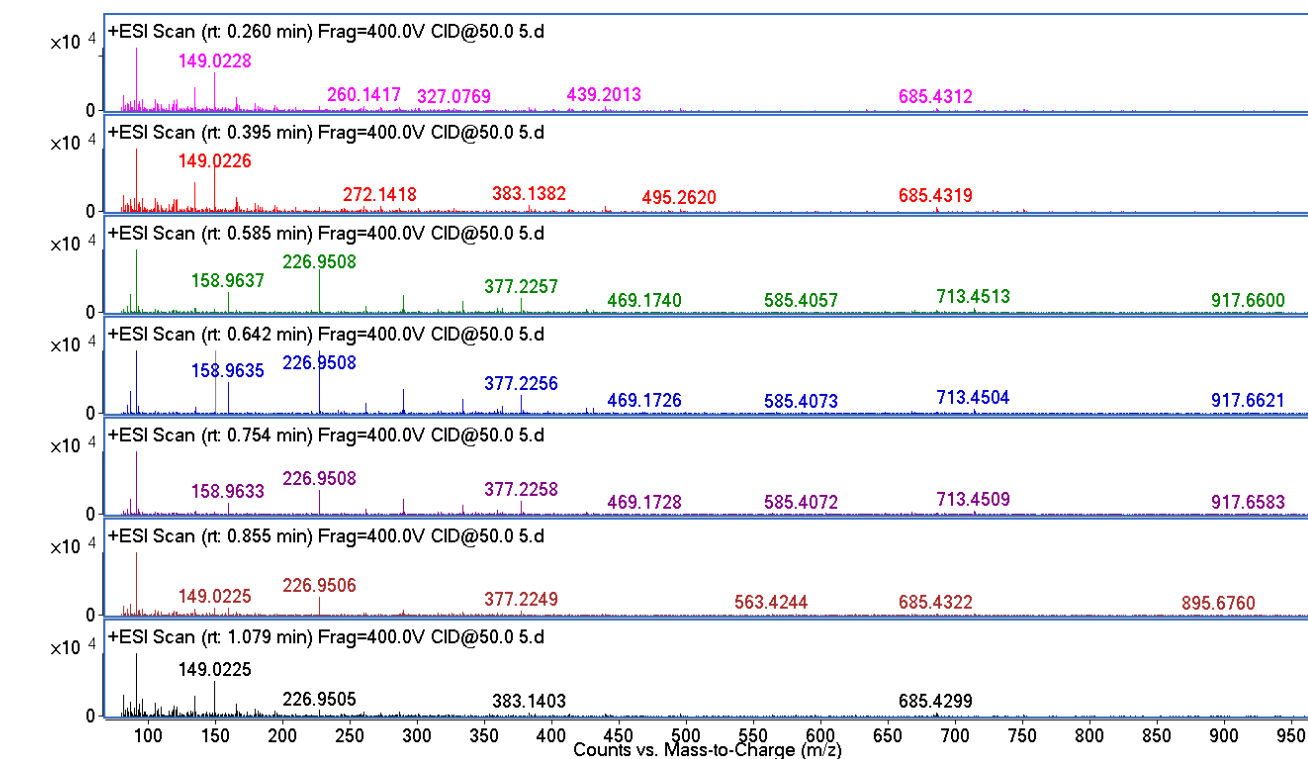 +ESI Scan (rt: 0.260 min) Frag=400.0V CID@50.0 5.d
×10 4
149.0228
260.1417 327.0769 439.2013 685.4312
0
+ESI Scan (rt: 0.395 min) Frag=400.0V CID@50.0 5.d
×10 4
149.0226
272.1418 383.1382 495.2620 685.4319
0
+ESI Scan (rt: 0.585 min) Frag=400.0V CID@50.0 5.d
×10 4
158.9637 226.9508 377.2257 469.1740 585.4057 713.4513 917.6600
0
+ESI Scan (rt: 0.642 min) Frag=400.0V CID@50.0 5.d
×10 4
158.9635 226.9508 377.2256 469.1726 585.4073 713.4504 917.6621
0
+ESI Scan (rt: 0.754 min) Frag=400.0V CID@50.0 5.d
×10 4
158.9633 226.9508 377.2258 469.1728 585.4072 713.4509 917.6583
0
+ESI Scan (rt: 0.855 min) Frag=400.0V CID@50.0 5.d
×10 4
149.0225 226.9506 377.2249 563.4244 685.4322 895.6760
0
+ESI Scan (rt: 1.079 min) Frag=400.0V CID@50.0 5.d
×10 4
149.0225
226.9505 383.1403 685.4299
0
100 150 200 250 300 350 400 450 500 550 600 650 700 750 800 850 900 950
Counts vs. Mass-to-Charge (m/z)